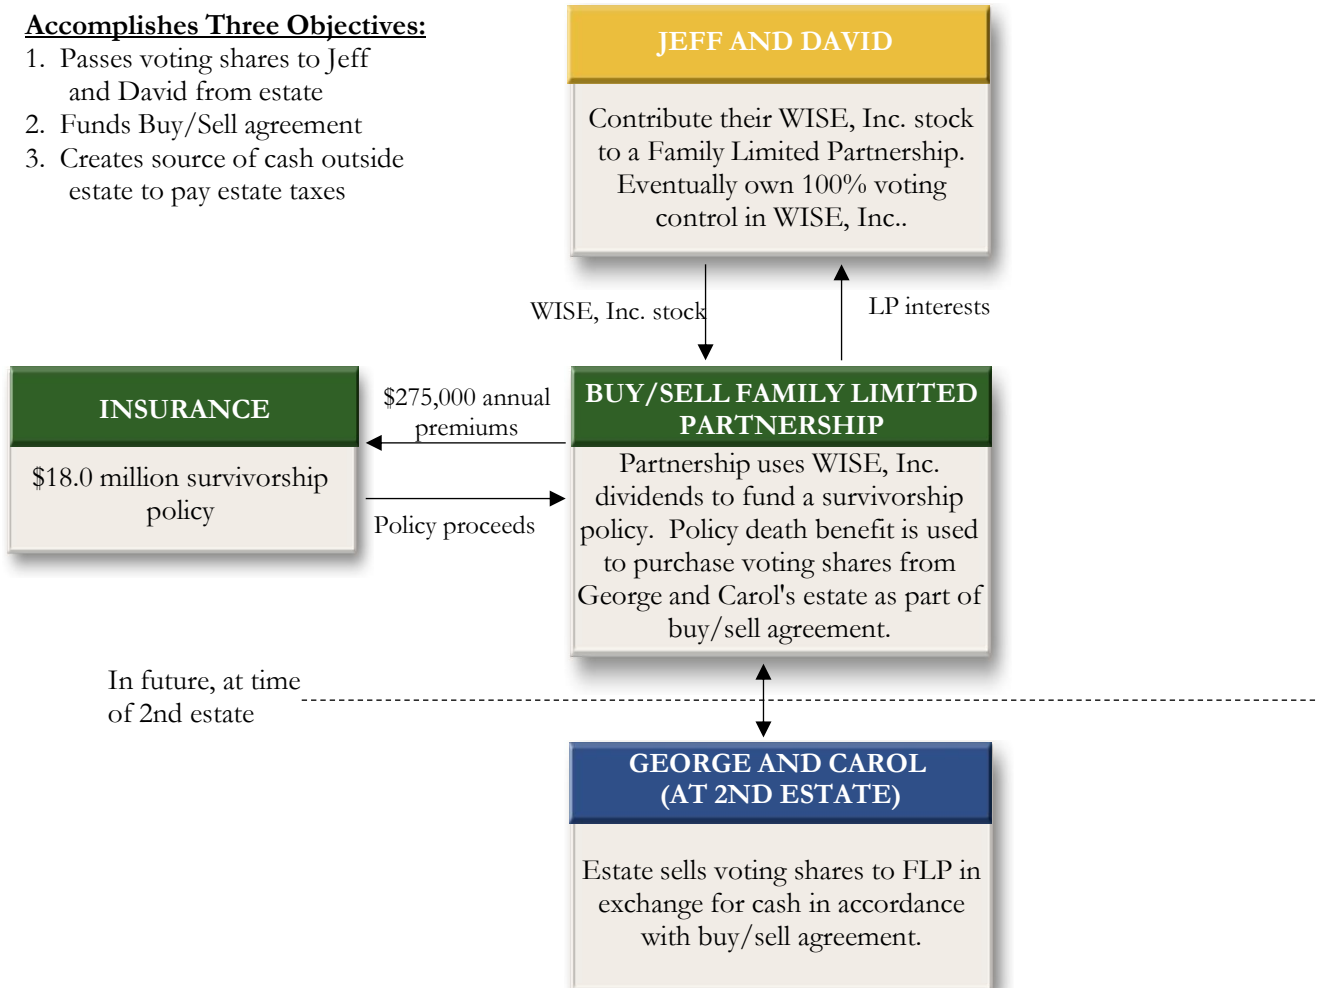 Accomplishes Three Objectives:
1. Passes voting shares to Jeff
and David from estate
2. Funds Buy/Sell agreement
3. Creates source of cash outside
estate to pay estate taxes
JEFF AND DAVID
Contribute their WISE, Inc. stock
to a Family Limited Partnership.
Eventually own 100% voting
control in WISE, Inc..
WISE, Inc. stock
LP interests
INSURANCE
$18.0 million survivorship
policy
$275,000 annual
premiums
Policy proceeds
BUY/SELL FAMILY LIMITED
PARTNERSHIP
Partnership uses WISE, Inc.
dividends to fund a survivorship
policy. Policy death benefit is used
to purchase voting shares from
George and Carol's estate as part of
buy/sell agreement.
In future, at time
of 2nd estate
GEORGE AND CAROL
(AT 2ND ESTATE)
Estate sells voting shares to FLP in
exchange for cash in accordance
with buy/sell agreement.